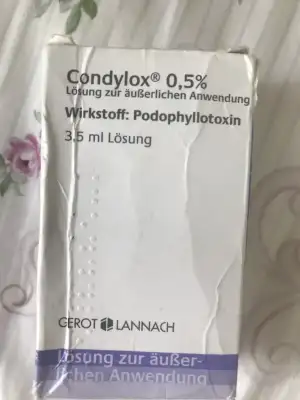 Condylox® 0,5%
Lösung zur äußerlichen Anwendung
Wirkstoff: Podophyllotoxin
3,5 ml Lösung
GEROT LANNACH
Lösung zur äußer-
lichen Anwendung